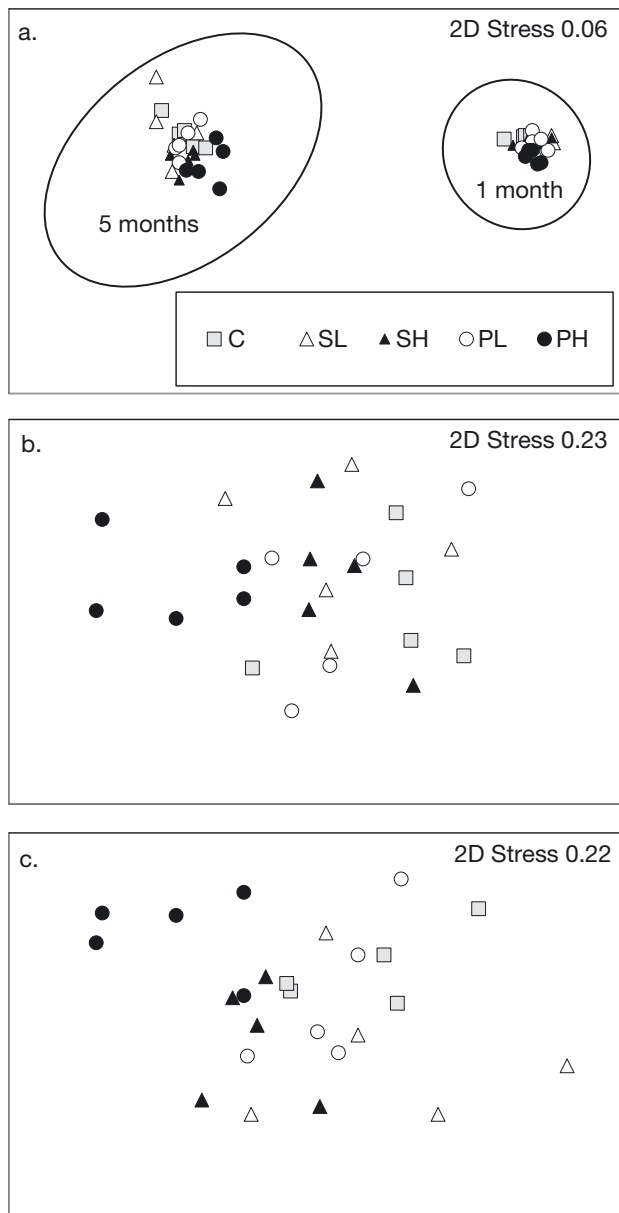 a.
2D Stress 0.06
5 months
1 month
C SL SH PL PH
b.
2D Stress 0.23
c.
2D Stress 0.22